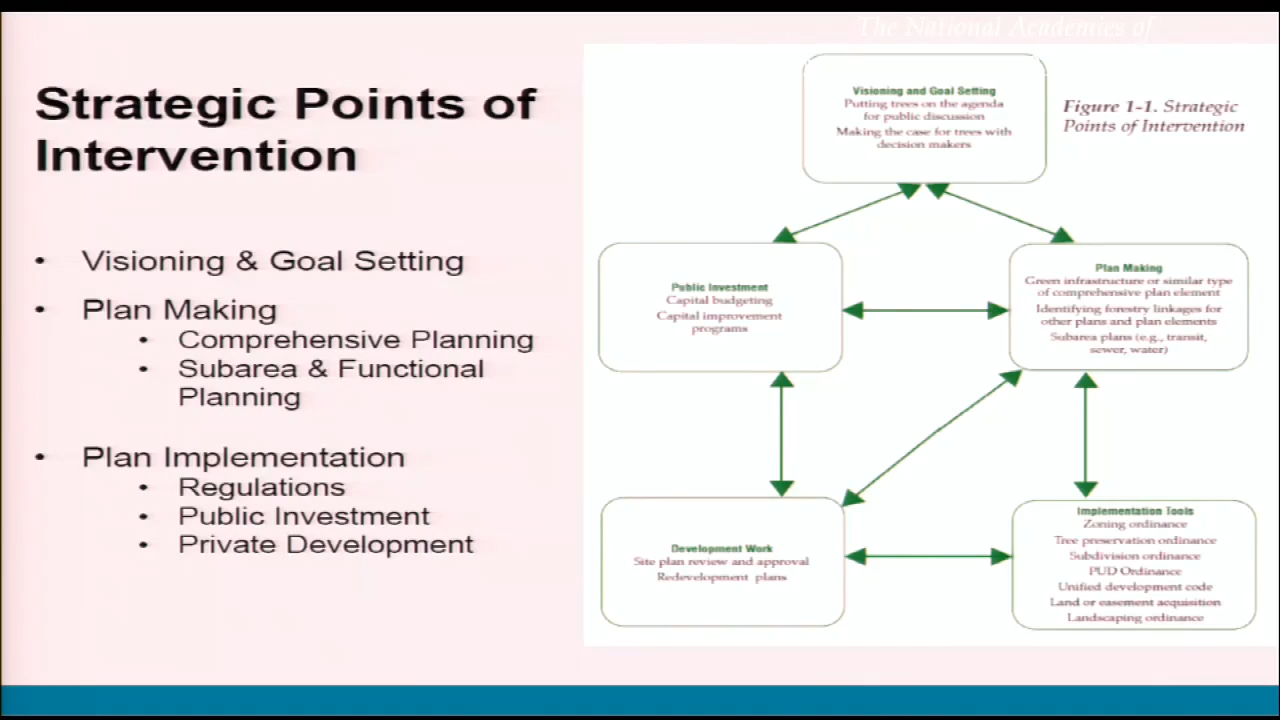 The National Academies of
Strategic Points of
Intervention
• Visioning & Goal Setting
• Plan Making
• Comprehensive Planning
• Subarea & Functional
Planning
• Plan Implementation
• Regulations
• Public Investment
• Private Development
Visioning and Goal Setting
Putting trees on the agenda
for public discussion
Making the case for trees with
decision makers
Figure 1-1. Strategic
Points of Intervention
Public Investment
Capital budgeting
Capital improvement
programs
Plan Making
Green infrastructure or similar type
of comprehensive plan element
Identifying forestry linkages for
other plans and plan elements
Subarea plans (e.g., transit,
sewer, water)
Development Work
Site plan review and approval
Redevelopment plans
Implementation Tools
Zoning ordinance
Tree preservation ordinance
Subdivision ordinance
PUD Ordinance
Unified development code
Land or easement acquisition
Landscaping ordinance